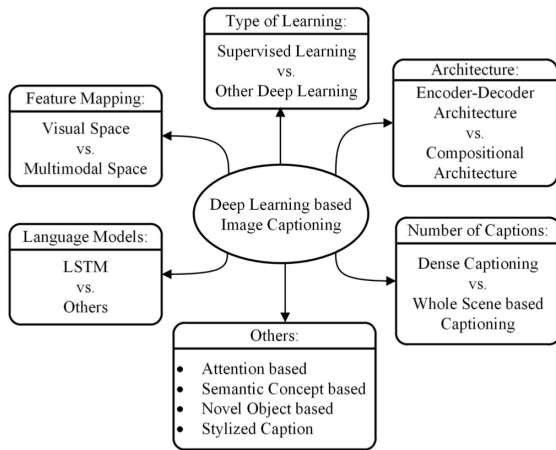 Type of Learning:
Supervised Learning
vs.
Other Deep Learning
Feature Mapping:
Visual Space
vs.
Multimodal Space
Architecture:
Encoder-Decoder
Architecture
vs.
Compositional
Architecture
Deep Learning based
Image Captioning
Language Models:
LSTM
vs.
Others
Number of Captions:
Dense Captioning
vs.
Whole Scene based
Captioning
Others:
• Attention based
• Semantic Concept based
• Novel Object based
• Stylized Caption